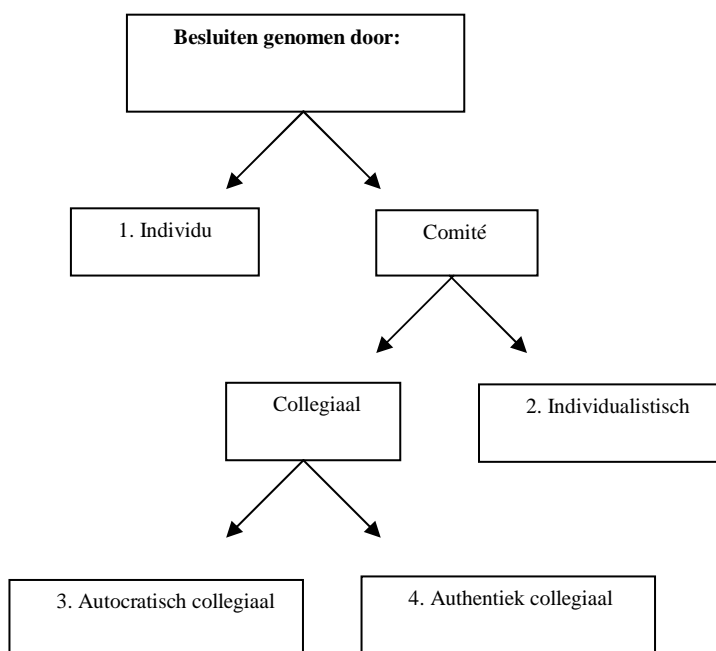 Besluiten genomen door:
1. Individu
Comité
Collegiaal
2. Individualistisch
3. Autocratisch collegiaal
4. Authentiek collegiaal